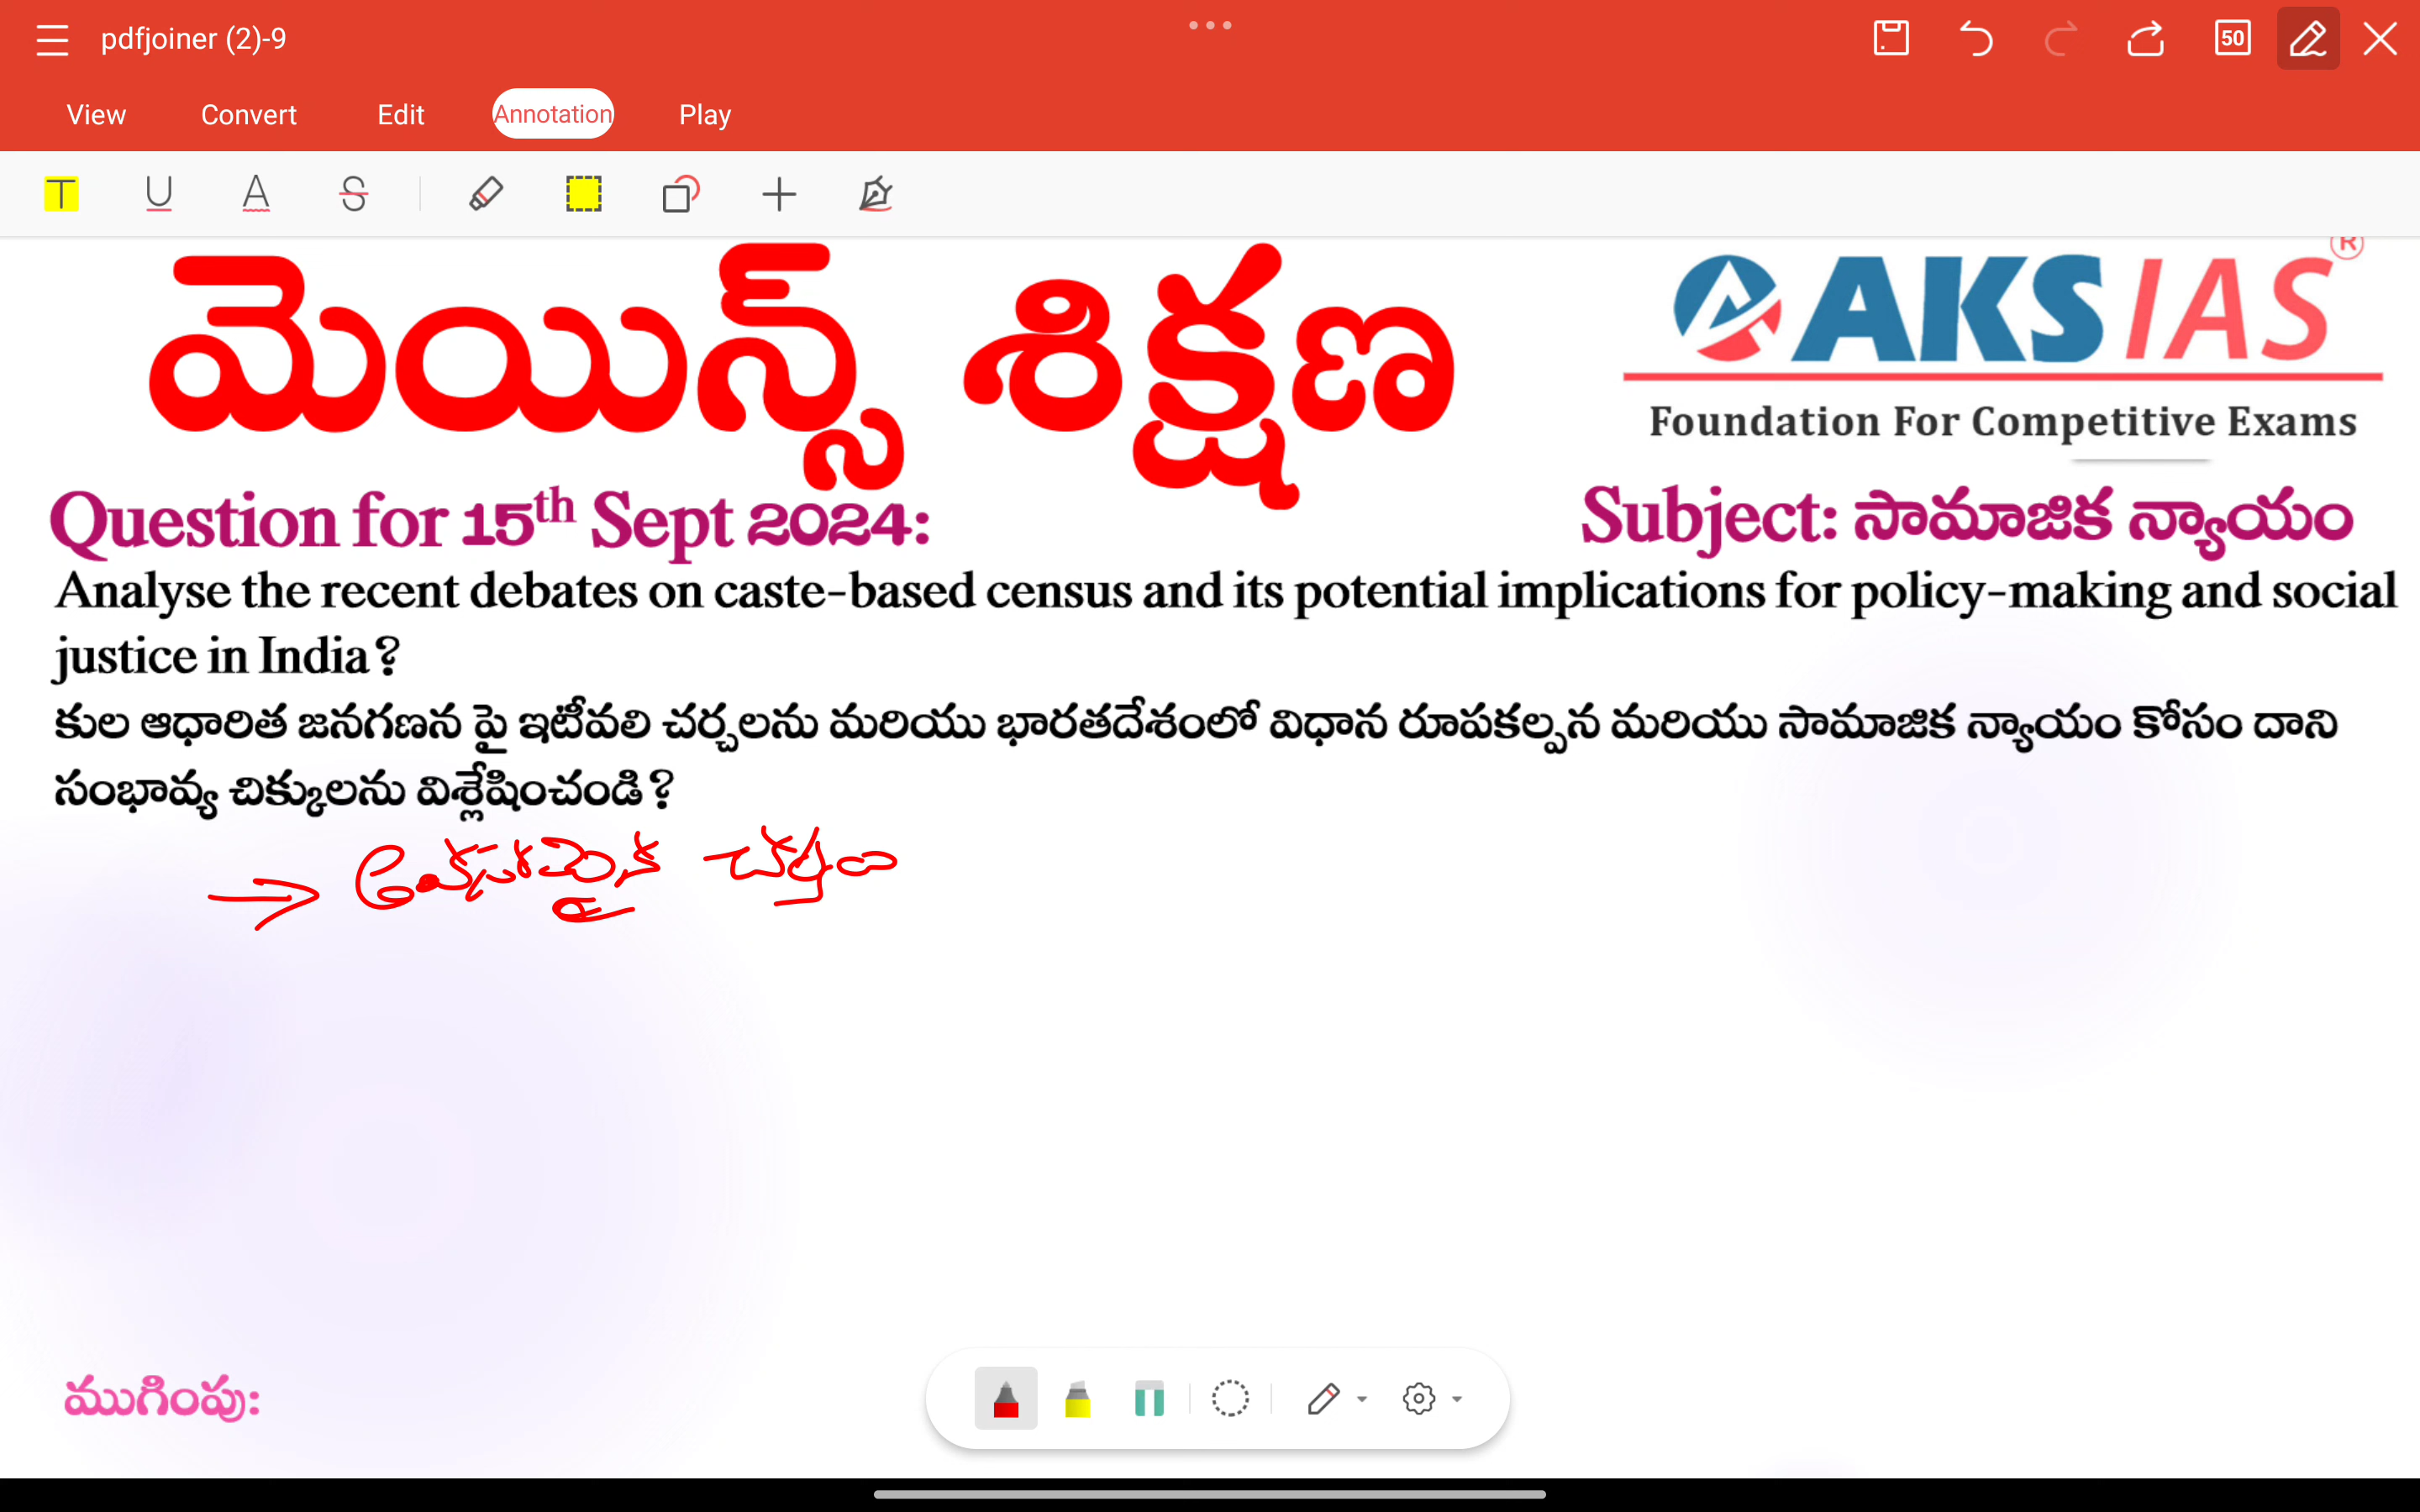 pdfjoiner (2)-9
50
View Convert Edit Annotation Play
T U A S
మెయిన్స్ శిక్షణ
AKS IAS ®
Foundation For Competitive Exams
Question for 15th Sept 2024:
Subject: సామాజిక న్యాయం
Analyse the recent debates on caste-based census and its potential implications for policy-making and social
justice in India?
కుల ఆధారిత జనగణన పై ఇటీవలి చర్చలను మరియు భారతదేశంలో విధాన రూపకల్పన మరియు సామాజిక న్యాయం కోసం దాని
సంభావ్య చిక్కులను విశ్లేషించండి?
ముగింపు: